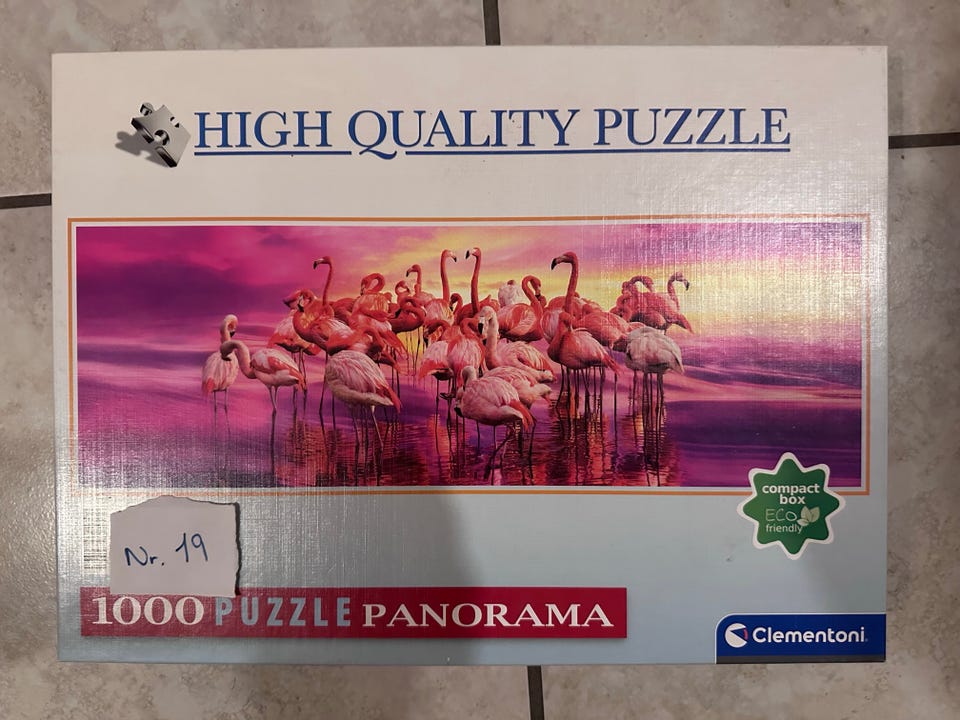 HIGH QUALITY PUZZLE
compact
box
ECO
friendly
Nr. 19
1000 PUZZLE PANORAMA
Clementoni